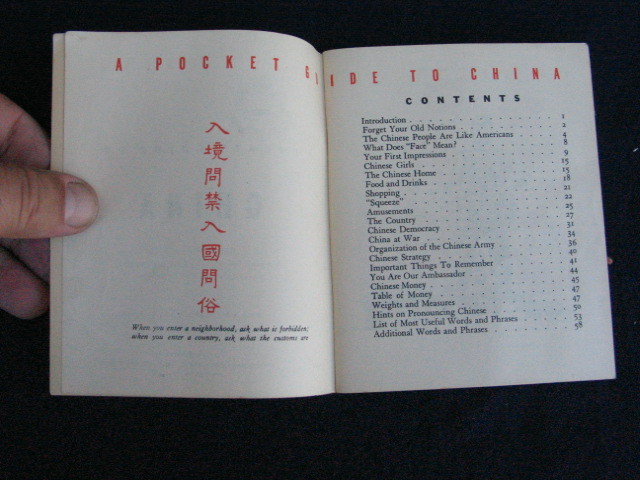 A POCKET GUIDE TO CHINA
入境問禁入國問俗
When you enter a neighborhood, ask what is forbidden;
when you enter a country, ask what the customs are
CONTENTS
Introduction . . . . . . . . . . 1
Forget Your Old Notions . . . . . . . . . . 2
The Chinese People Are Like Americans . . . . . . . . . . 4
What Does "Face" Mean? . . . . . . . . . . 8
Your First Impressions . . . . . . . . . . 9
Chinese Girls . . . . . . . . . . 15
The Chinese Home . . . . . . . . . . 15
Food and Drinks . . . . . . . . . . 18
Shopping . . . . . . . . . . 21
"Squeeze" . . . . . . . . . . 22
Amusements . . . . . . . . . . 25
The Country . . . . . . . . . . 27
Chinese Democracy . . . . . . . . . . 31
China at War . . . . . . . . . . 34
Organization of the Chinese Army . . . . . . . . . . 36
Chinese Strategy . . . . . . . . . . 40
Important Things To Remember . . . . . . . . . . 41
You Are Our Ambassador . . . . . . . . . . 44
Chinese Money . . . . . . . . . . 45
Table of Money . . . . . . . . . . 47
Weights and Measures . . . . . . . . . . 47
Hints on Pronouncing Chinese . . . . . . . . . . 50
List of Most Useful Words and Phrases . . . . . . . . . . 53
Additional Words and Phrases . . . . . . . . . . 58